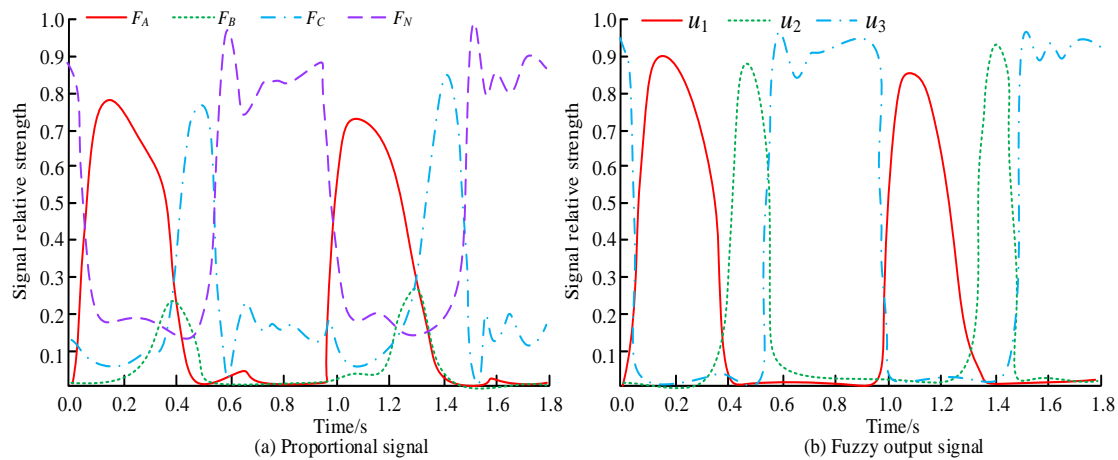 F_A F_B F_C F_N
Signal relative strength
1.0
0.9
0.8
0.7
0.6
0.5
0.4
0.3
0.2
0.1
0.0 0.2 0.4 0.6 0.8 1.0 1.2 1.4 1.6 1.8
Time/s
(a) Proportional signal
u_1 u_2 u_3
Signal relative strength
1.0
0.9
0.8
0.7
0.6
0.5
0.4
0.3
0.2
0.1
0.0 0.2 0.4 0.6 0.8 1.0 1.2 1.4 1.6 1.8
Time/s
(b) Fuzzy output signal